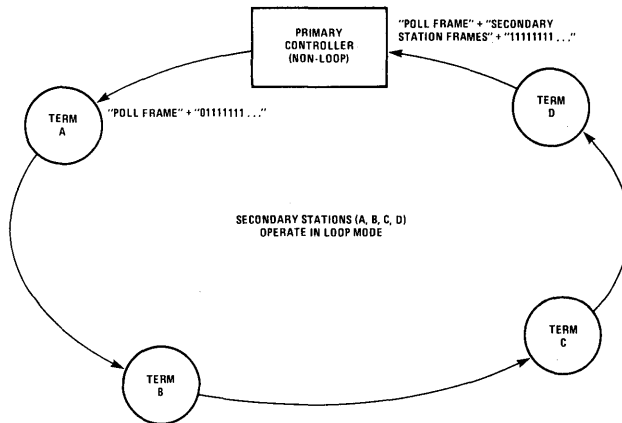 PRIMARY
CONTROLLER
(NON-LOOP)
"POLL FRAME" + "SECONDARY
STATION FRAMES" + "11111111 ..."
TERM
A
"POLL FRAME" + "01111111 ..."
TERM
D
SECONDARY STATIONS (A, B, C, D)
OPERATE IN LOOP MODE
TERM
C
TERM
B